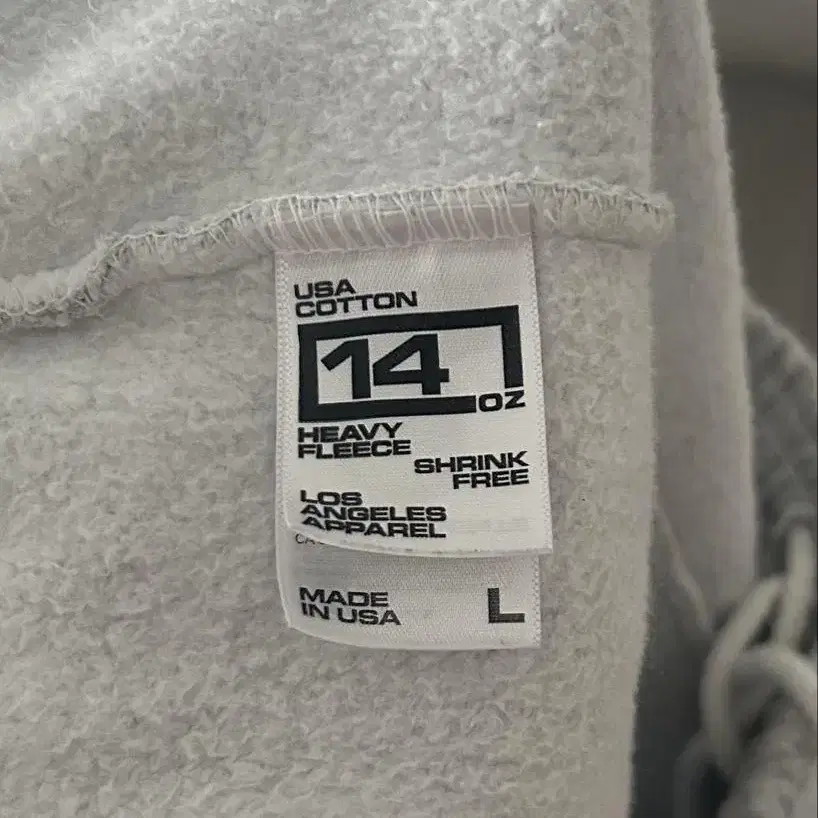 USA
COTTON
14
OZ
HEAVY
FLEECE
SHRINK
FREE
LOS
ANGELES
APPAREL
MADE
IN USA
L